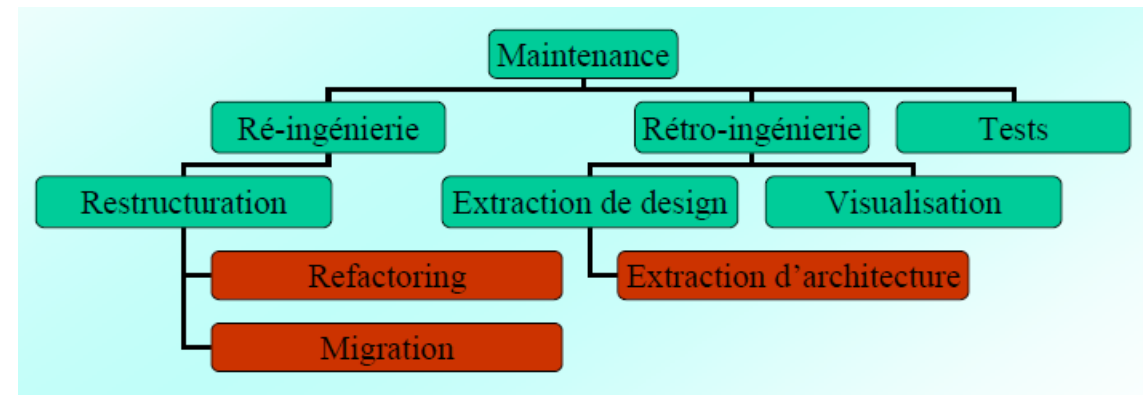 Maintenance
Ré-ingénierie
Rétro-ingénierie
Tests
Restructuration
Extraction de design
Visualisation
Refactoring
Extraction d’architecture
Migration